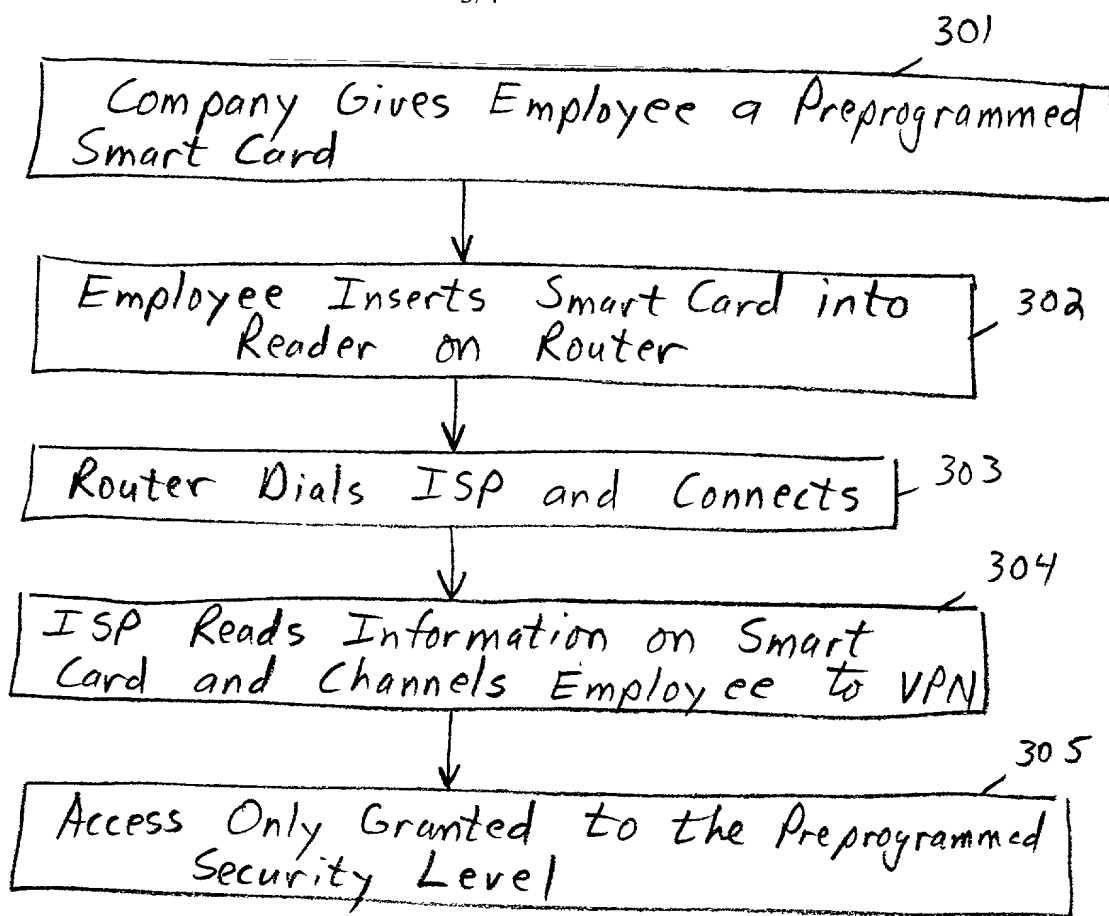 301
Company Gives Employee a Preprogrammed
Smart Card
Employee Inserts Smart Card into
Reader on Router
302
Router Dials ISP and Connects
303
304
ISP Reads Information on Smart
Card and Channels Employee to VPN
305
Access Only Granted to the Preprogrammed
Security Level